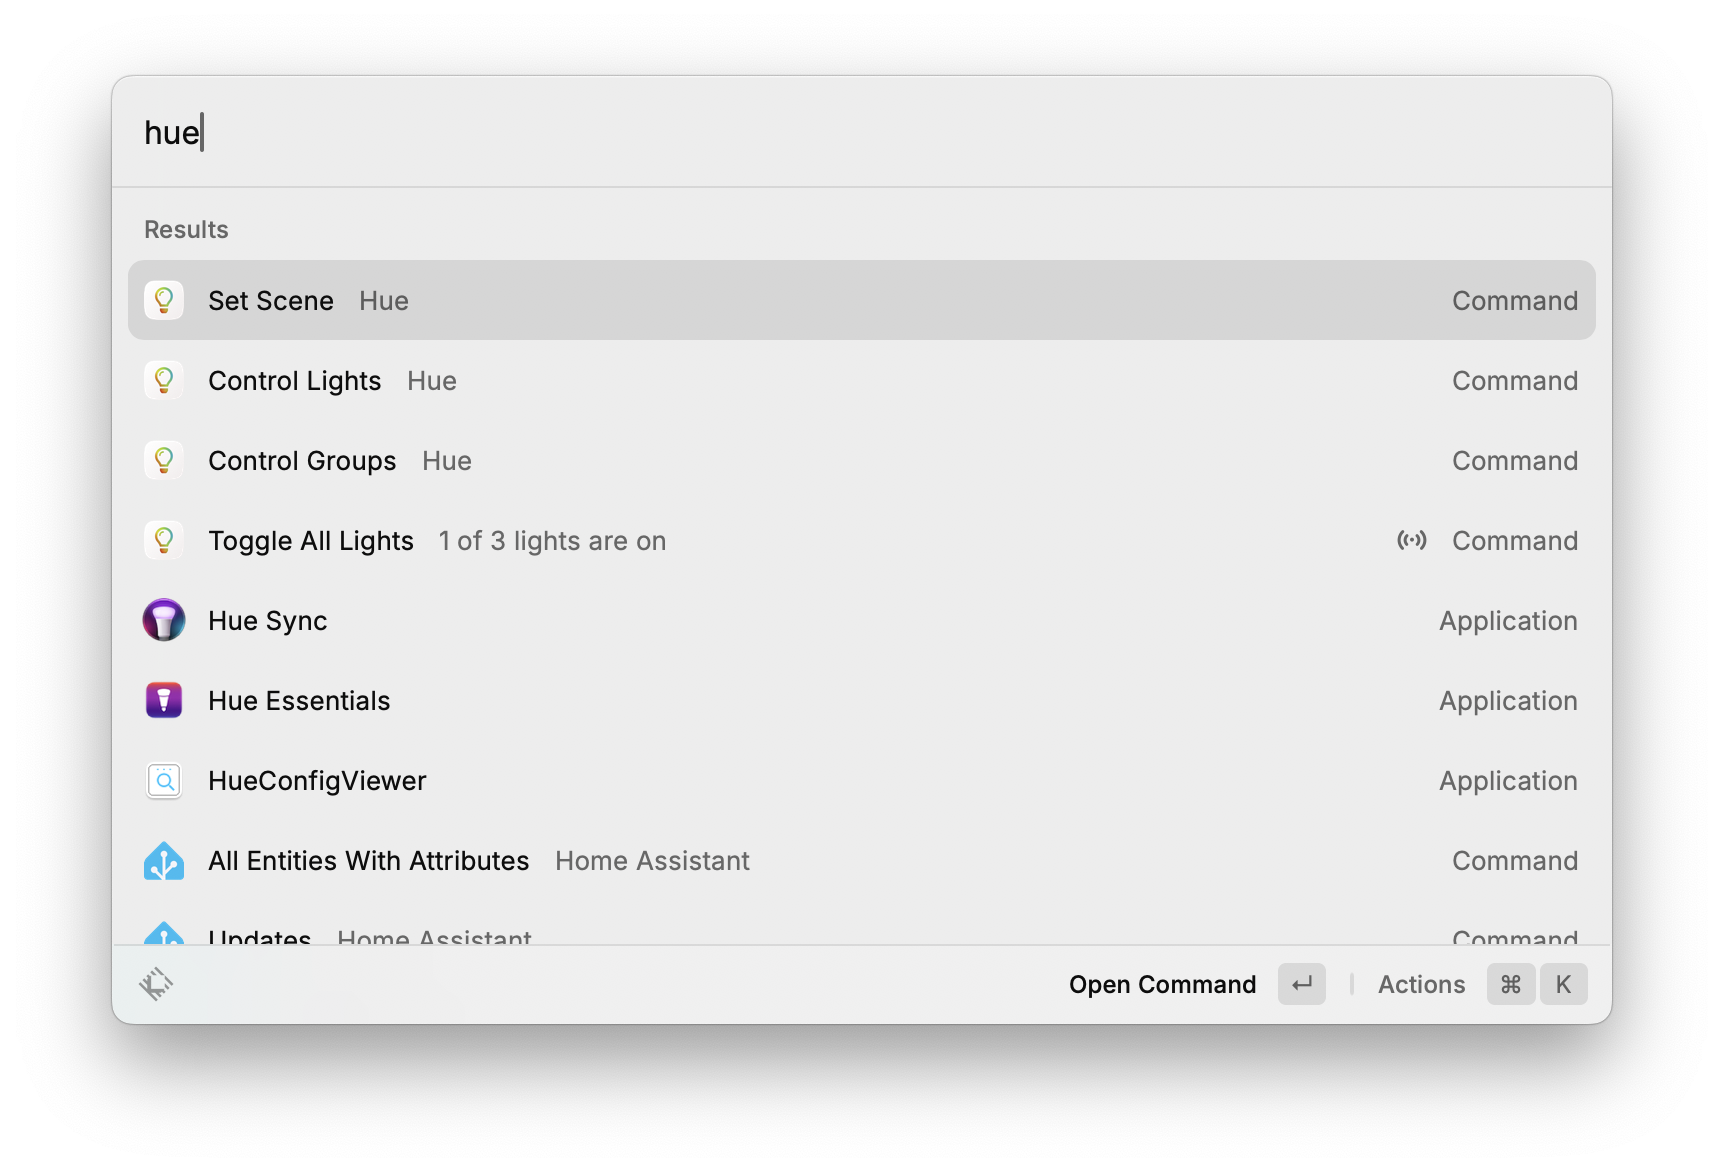 hue
Results
Set Scene Hue Command
Control Lights Hue Command
Control Groups Hue Command
Toggle All Lights 1 of 3 lights are on Command
Hue Sync Application
Hue Essentials Application
HueConfigViewer Application
All Entities With Attributes Home Assistant Command
Updates Home Assistant Command
Open Command ↵ Actions ⌘ K